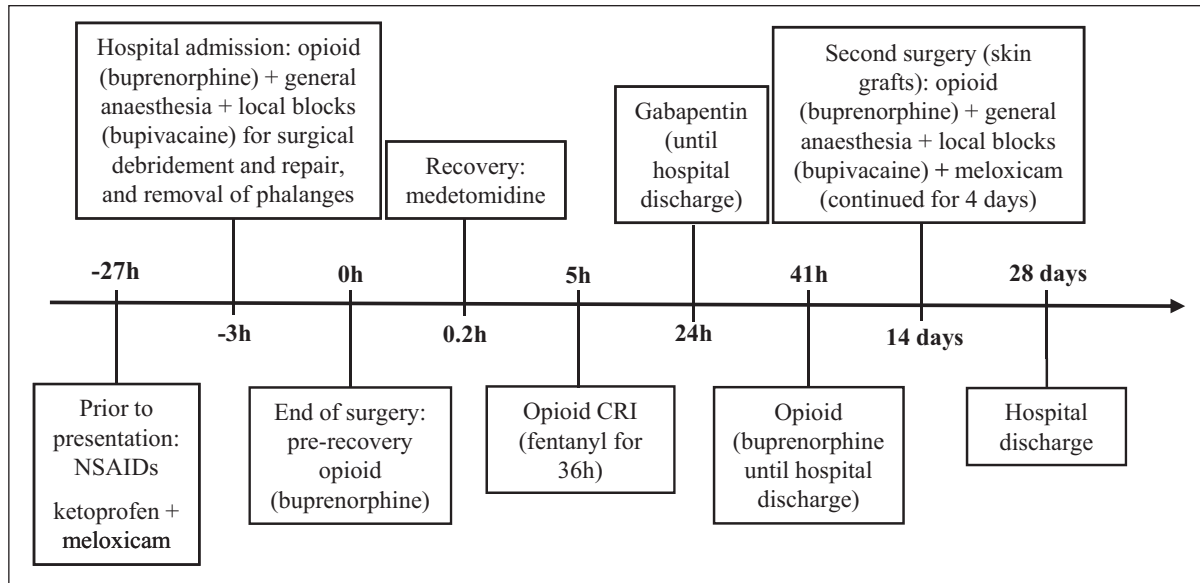 Hospital admission: opioid
(buprenorphine) + general
anaesthesia + local blocks
(bupivacaine) for surgical
debridement and repair,
and removal of phalanges
Recovery:
medetomidine
Gabapentin
(until
hospital
discharge)
Second surgery (skin
grafts): opioid
(buprenorphine) + general
anaesthesia + local blocks
(bupivacaine) + meloxicam
(continued for 4 days)
-27h
0h
5h
41h
28 days
-3h
0.2h
24h
14 days
Prior to
presentation:
NSAIDs
ketoprofen +
meloxicam
End of surgery:
pre-recovery
opioid
(buprenorphine)
Opioid CRI
(fentanyl for
36h)
Opioid
(buprenorphine
until hospital
discharge)
Hospital
discharge